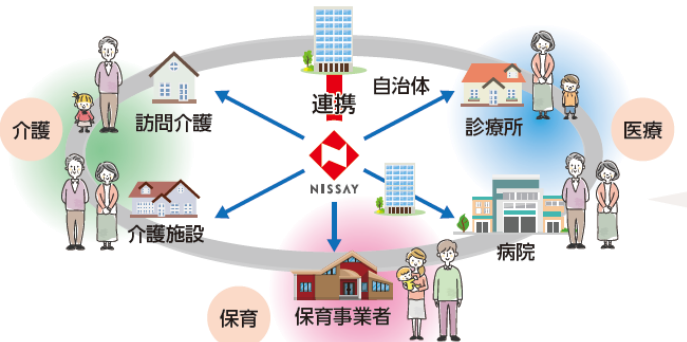 連携
自治体
介護
訪問介護
診療所
医療
NISSAY
介護施設
病院
保育
保育事業者